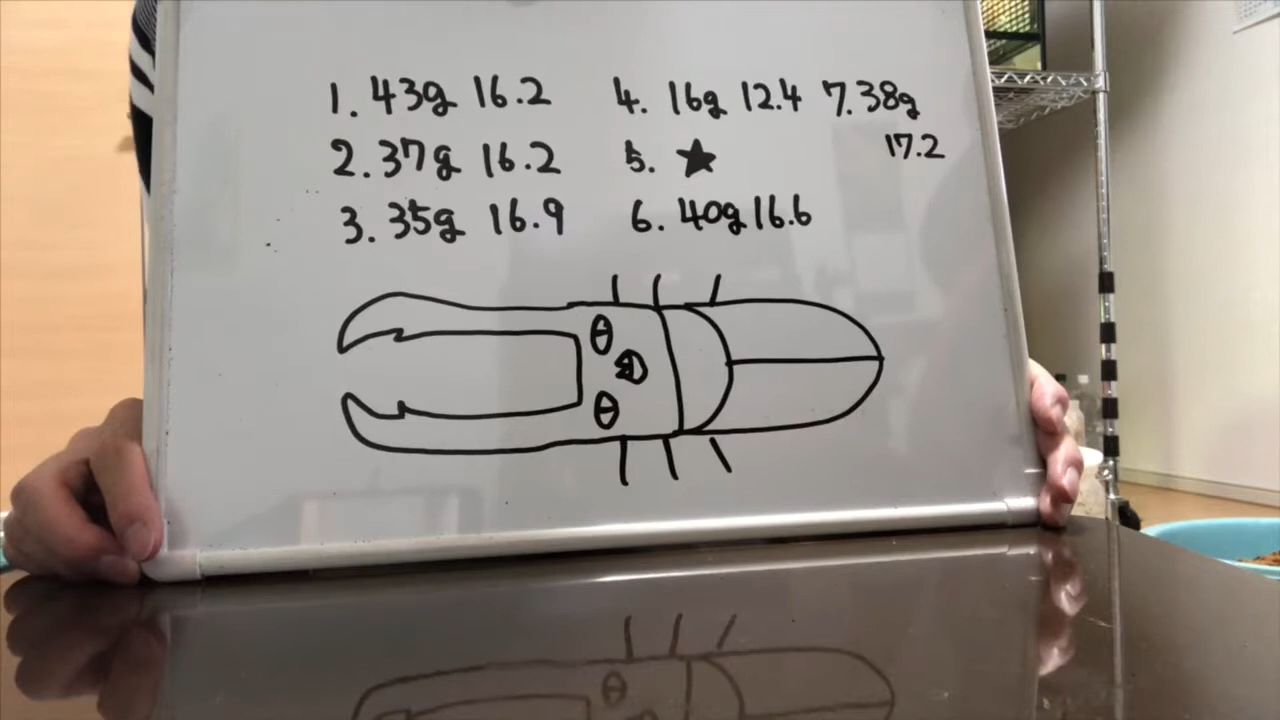 1. 43g 16.2
2. 37g 16.2
3. 35g 16.9
4. 16g 12.4
5. ★
6. 40g 16.6
7. 38g
17.2